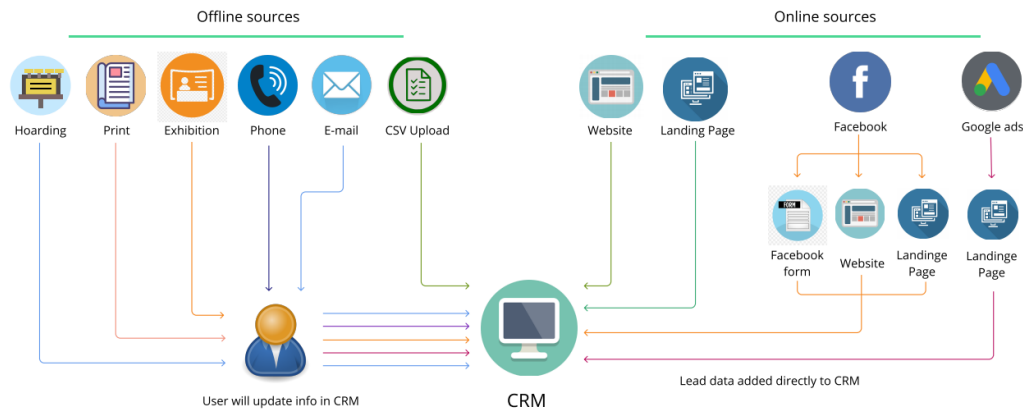 Offline sources
Online sources
Hoarding
Print
Exhibition
Phone
E-mail
CSV Upload
Website
Landing Page
Facebook
Google ads
FORM
Facebook
form
Website
Landinge
Page
Landinge
Page
User will update info in CRM
CRM
Lead data added directly to CRM